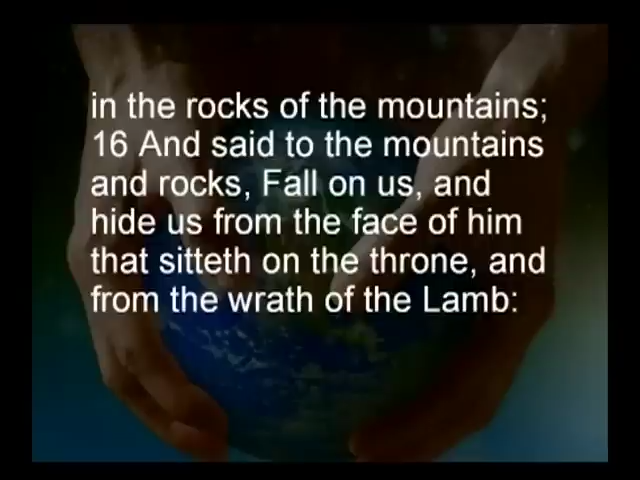 in the rocks of the mountains;
16 And said to the mountains
and rocks, Fall on us, and
hide us from the face of him
that sitteth on the throne, and
from the wrath of the Lamb: